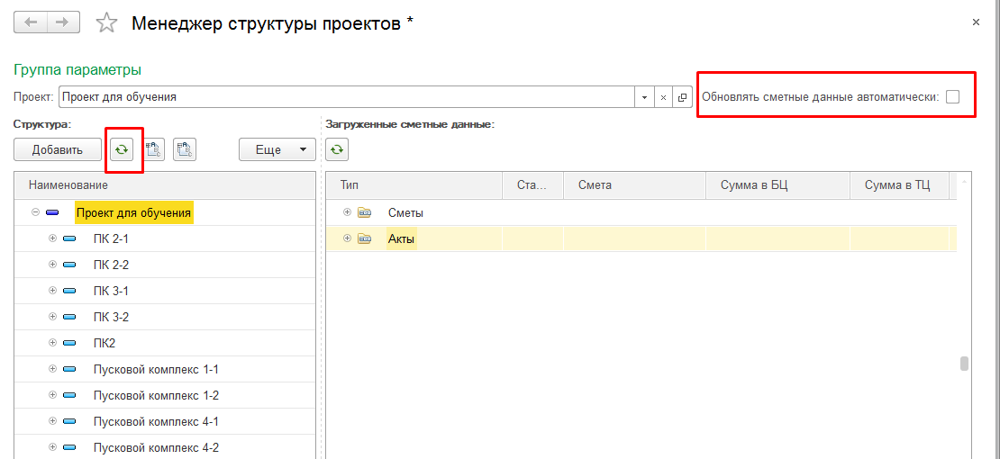 Менеджер структуры проектов *
Группа параметры
Проект: Проект для обучения
Обновлять сметные данные автоматически:
Структура:
Загруженные сметные данные:
Добавить
Еще
Наименование
Тип Ста... Смета Сумма в БЦ Сумма в ТЦ
Проект для обучения
Сметы
ПК 2-1
Акты
ПК 2-2
ПК 3-1
ПК 3-2
ПК2
Пусковой комплекс 1-1
Пусковой комплекс 1-2
Пусковой комплекс 4-1
Пусковой комплекс 4-2